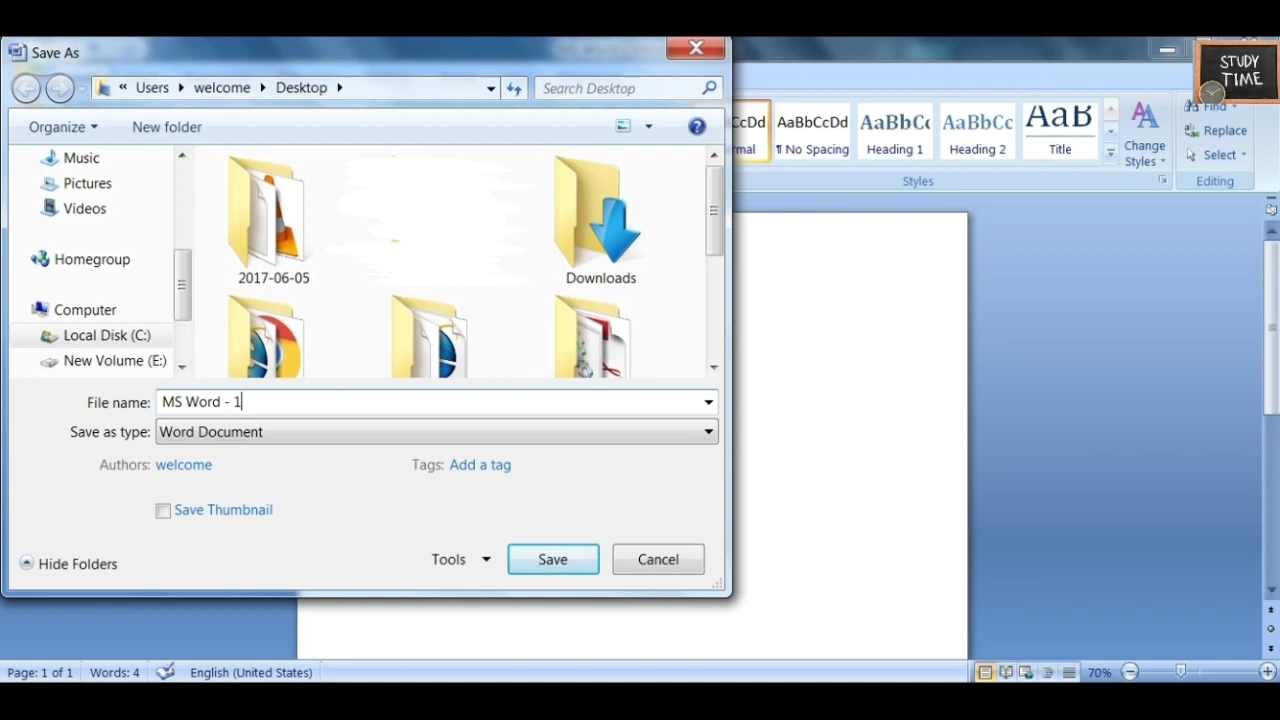 Save As
« Users ▸ welcome ▸ Desktop ▸
Search Desktop
Organize
New folder
Music
Pictures
Videos
Homegroup
Computer
Local Disk (C:)
New Volume (E:)
2017-06-05
Downloads
File name: MS Word - 1
Save as type: Word Document
Authors: welcome
Tags: Add a tag
Save Thumbnail
Hide Folders
Tools
Save
Cancel
STUDY
TIME
CcDd AaBbCcDd AaBbCc AaBbCc AaB
¶ No Spacing Heading 1 Heading 2 Title
Change
Styles
Styles
Find
Replace
Select
Editing
Page: 1 of 1 Words: 4 English (United States)
70%